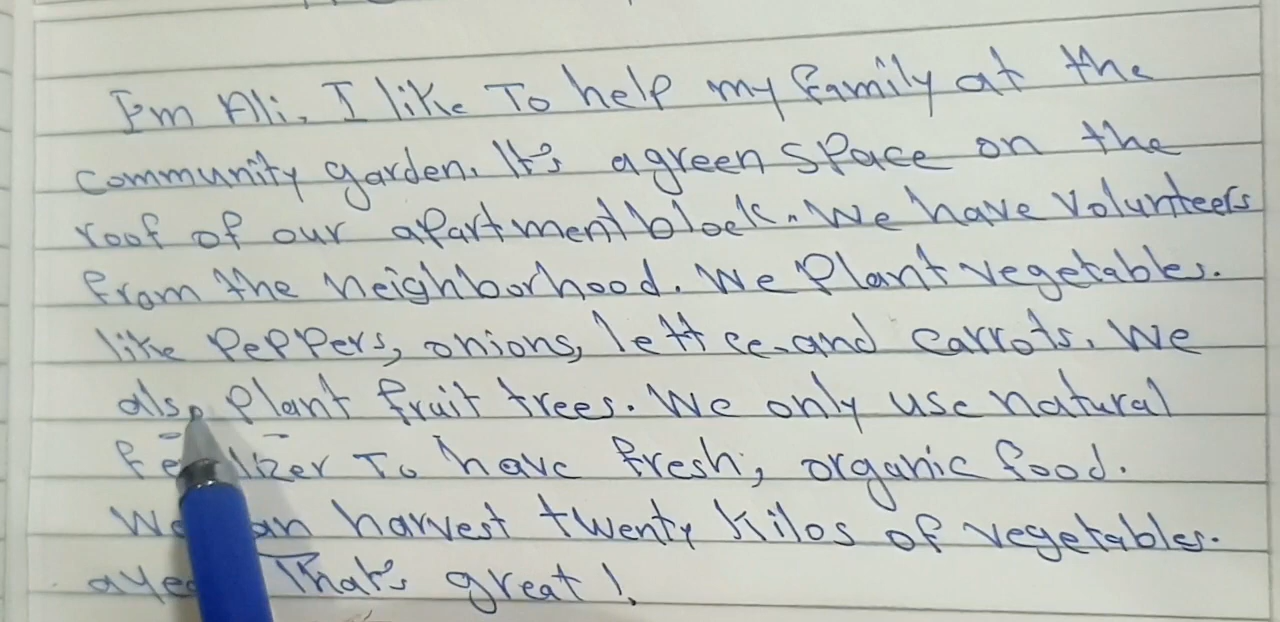 I'm Ali, I like To help my family at the
community garden. It's a green space on the
roof of our apartment block. We have volunteers
from the neighborhood. We Plant vegetables.
like Peppers, onions, lettce and carrots. We
also Plant fruit trees. We only use natural
To have fresh, organic food.
harvest twenty kilos of vegetables.
That's great!